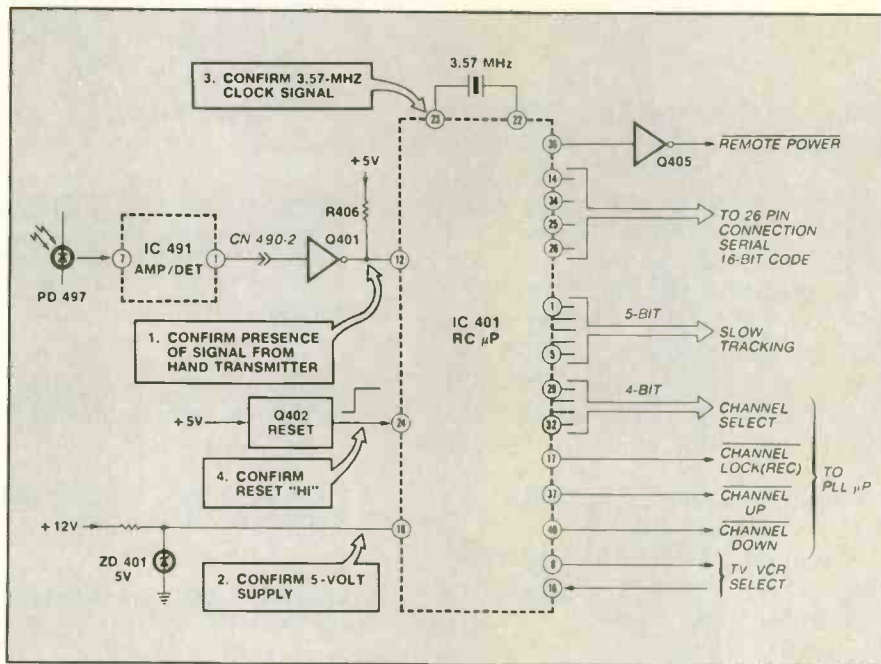 3. CONFIRM 3.57-MHZ
CLOCK SIGNAL
3.57 MHz
23
22
+5V
R406
36
Q405
REMOTE POWER
14
34
25
26
TO 26 PIN
CONNECTION
SERIAL
16-BIT CODE
PD 497
7
IC 491
AMP/DET
1
CN 490-2
Q401
12
IC 401
RC µP
1. CONFIRM PRESENCE
OF SIGNAL FROM
HAND TRANSMITTER
1
5
5-BIT
SLOW
TRACKING
+5V
Q402
RESET
24
4. CONFIRM
RESET "HI"
29
32
4-BIT
CHANNEL
SELECT
17
CHANNEL
LOCK(REC)
37
CHANNEL
UP
40
CHANNEL
DOWN
TO
PLL µP
+12V
ZD 401
5V
18
2. CONFIRM 5-VOLT
SUPPLY
8
16
TV VCR
SELECT